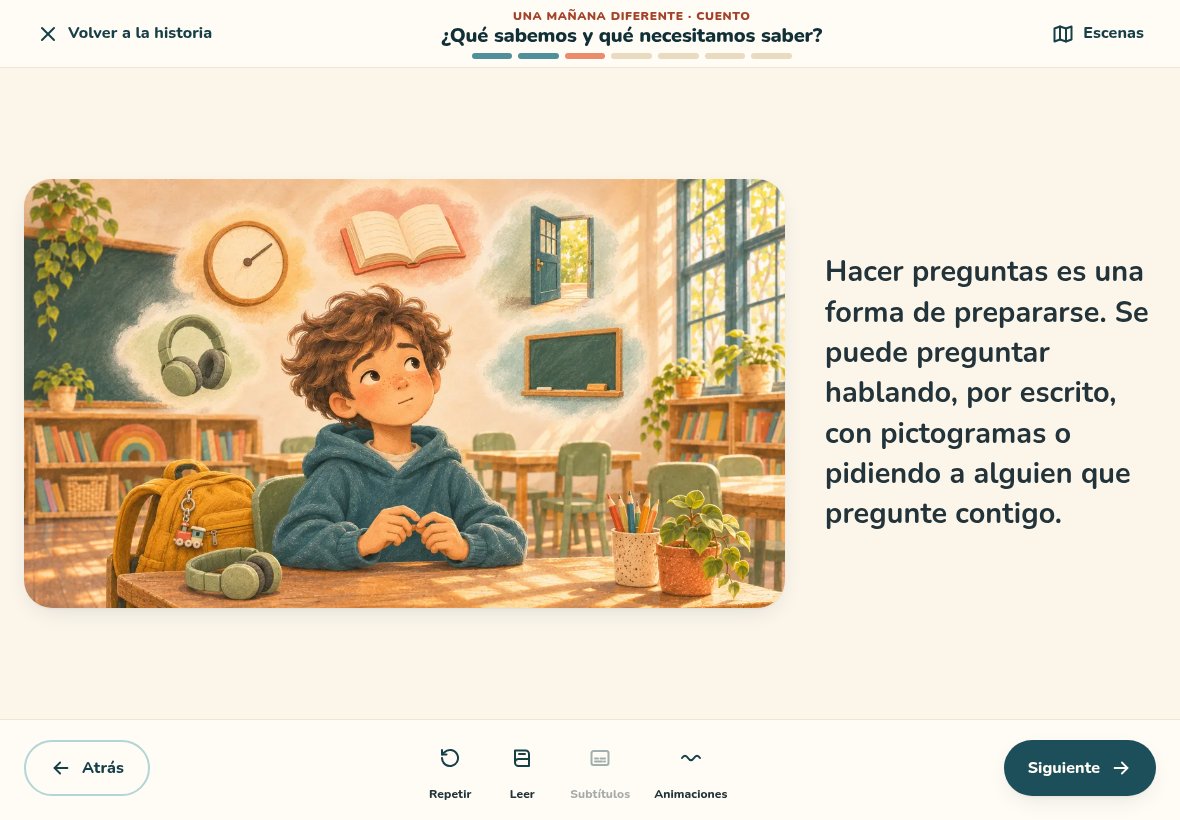 Volver a la historia
UNA MAÑANA DIFERENTE · CUENTO
¿Qué sabemos y qué necesitamos saber?
Escenas
Hacer preguntas es una
forma de prepararse. Se
puede preguntar
hablando, por escrito,
con pictogramas o
pidiendo a alguien que
pregunte contigo.
Atrás
Repetir
Leer
Subtítulos
Animaciones
Siguiente